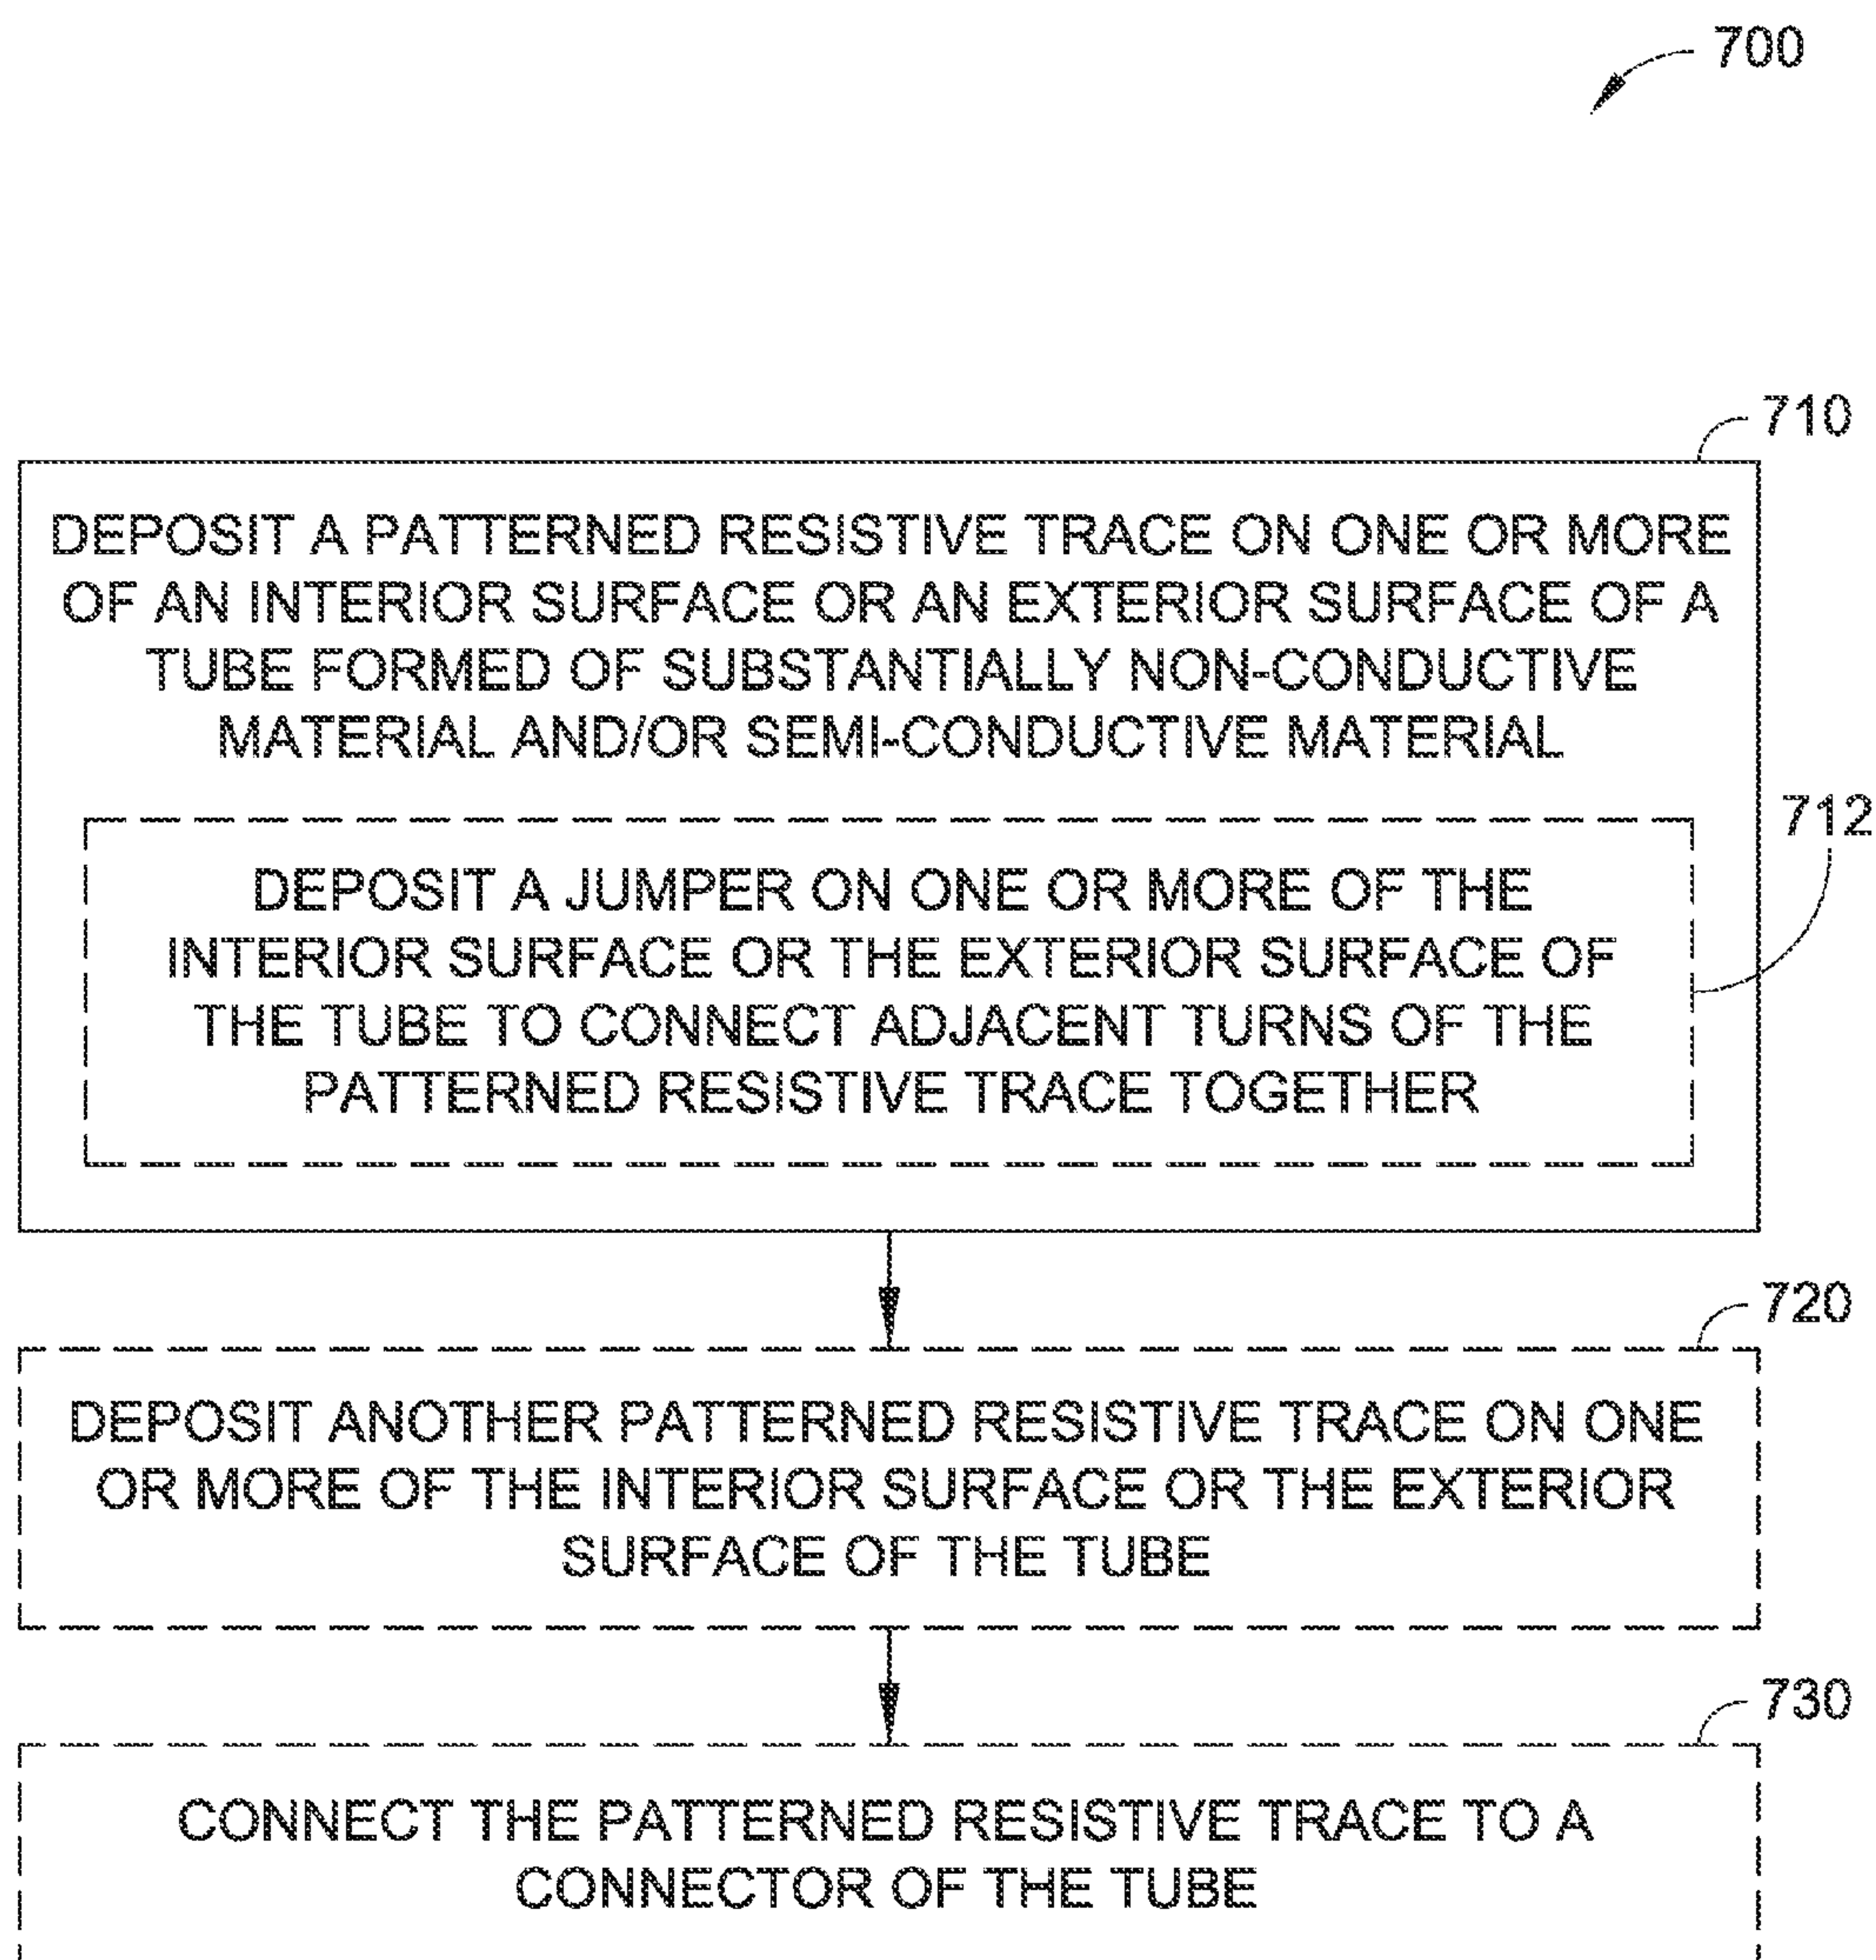 700
710
DEPOSIT A PATTERNED RESISTIVE TRACE ON ONE OR MORE
OF AN INTERIOR SURFACE OR AN EXTERIOR SURFACE OF A
TUBE FORMED OF SUBSTANTIALLY NON-CONDUCTIVE
MATERIAL AND/OR SEMI-CONDUCTIVE MATERIAL
712
DEPOSIT A JUMPER ON ONE OR MORE OF THE
INTERIOR SURFACE OR THE EXTERIOR SURFACE OF
THE TUBE TO CONNECT ADJACENT TURNS OF THE
PATTERNED RESISTIVE TRACE TOGETHER
720
DEPOSIT ANOTHER PATTERNED RESISTIVE TRACE ON ONE
OR MORE OF THE INTERIOR SURFACE OR THE EXTERIOR
SURFACE OF THE TUBE
730
CONNECT THE PATTERNED RESISTIVE TRACE TO A
CONNECTOR OF THE TUBE